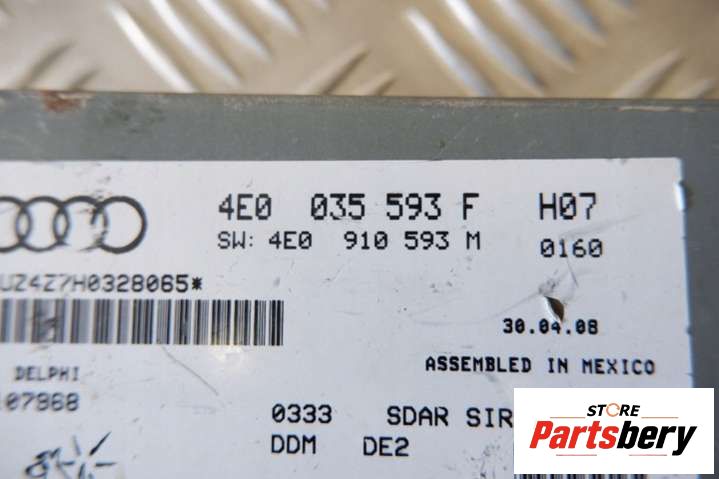 4E0 035 593 F H07
SW: 4E0 910 593 M 0160
UZ4Z7H0328065*
30.04.08
ASSEMBLED IN MEXICO
DELPHI
07968
0333 SDAR SIR
DDM DE2
STORE
Partsbery